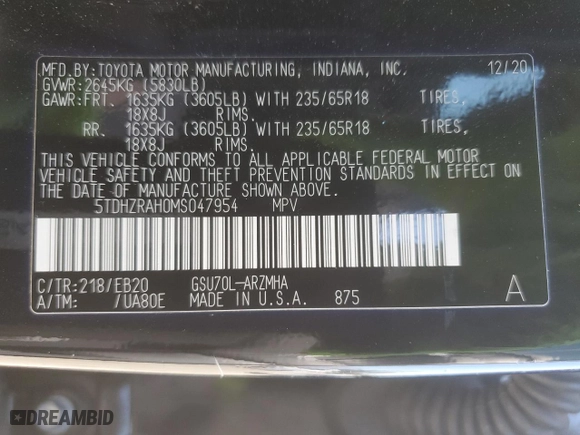 MFD.BY:TOYOTA MOTOR MANUFACTURING, INDIANA, INC. 12/20
GVWR:2645KG (5830LB)
GAWR:FRT. 1635KG (3605LB) WITH 235/65R18 TIRES,
18X8J RIMS.
RR. 1635KG (3605LB) WITH 235/65R18 TIRES,
18X8J RIMS.
THIS VEHICLE CONFORMS TO ALL APPLICABLE FEDERAL MOTOR
VEHICLE SAFETY AND THEFT PREVENTION STANDARDS IN EFFECT ON
THE DATE OF MANUFACTURE SHOWN ABOVE.
5TDHZRAH0MS047954 MPV
C/TR:218/EB20 GSU70L-ARZMHA
A/TM: /UA80E MADE IN U.S.A. 875 A
DREAMBID